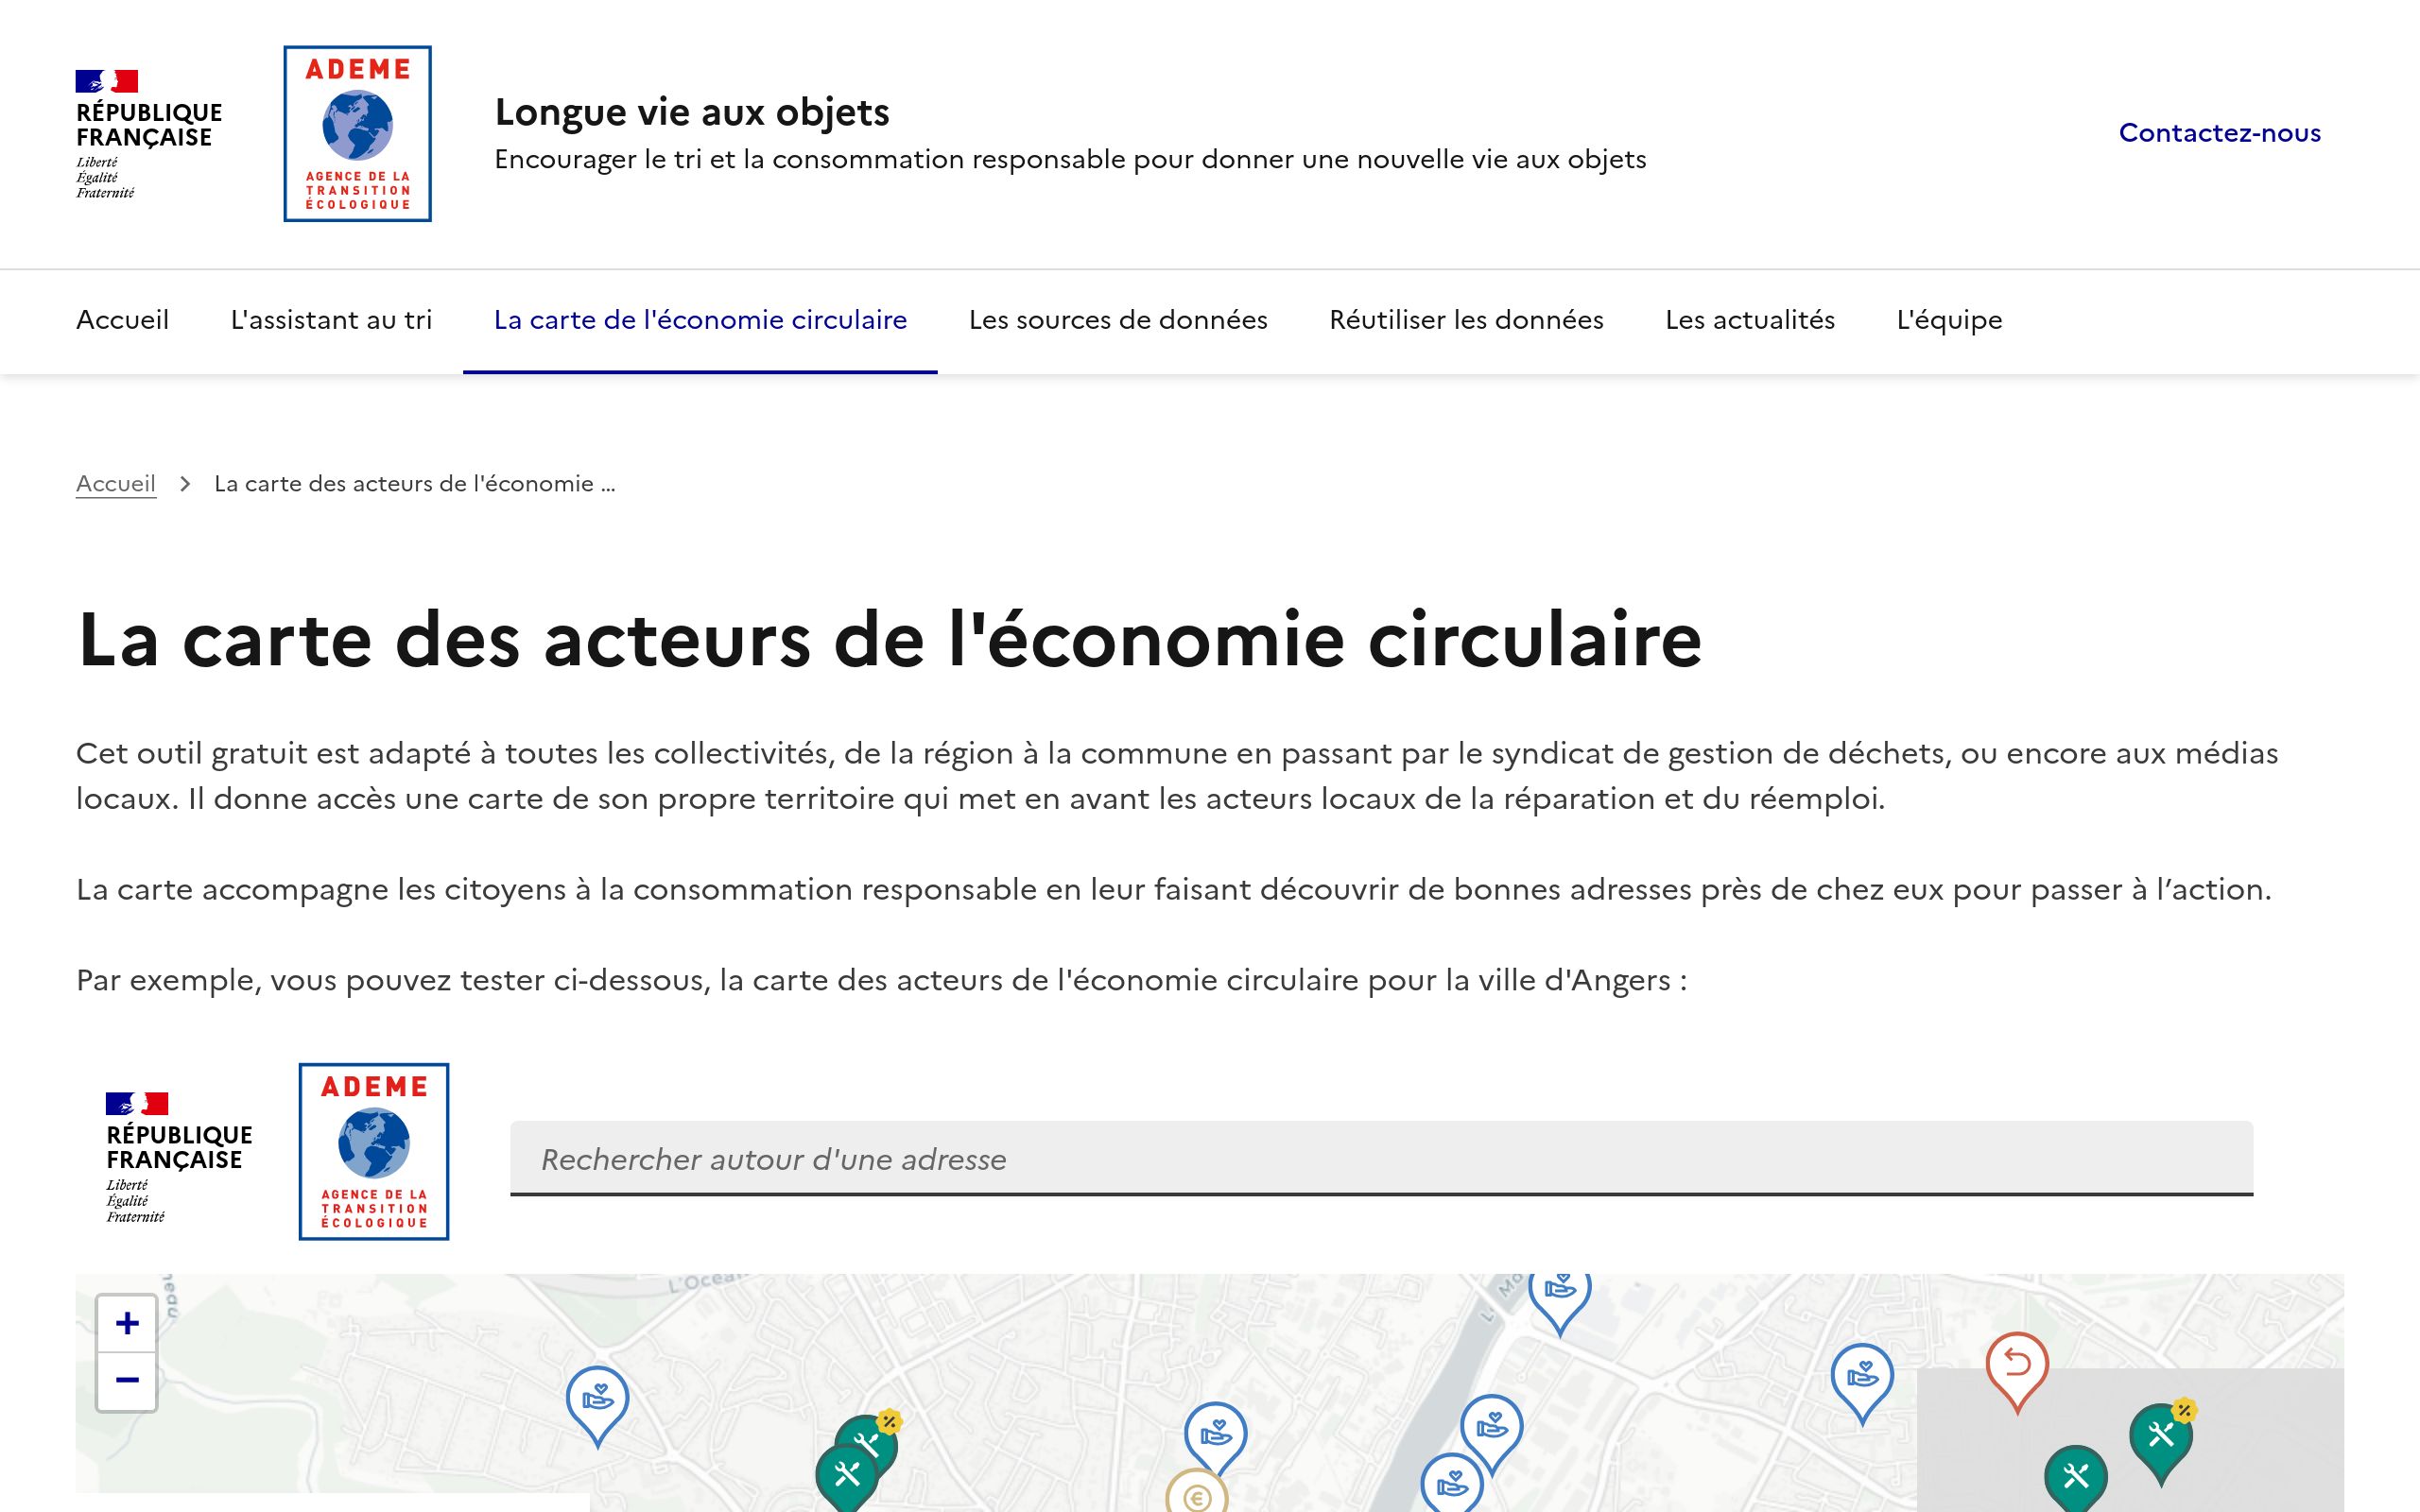 RÉPUBLIQUE
FRANÇAISE
Liberté
Égalité
Fraternité
ADEME
AGENCE DE LA
TRANSITION
ÉCOLOGIQUE
Longue vie aux objets
Encourager le tri et la consommation responsable pour donner une nouvelle vie aux objets
Contactez-nous
Accueil
L'assistant au tri
La carte de l'économie circulaire
Les sources de données
Réutiliser les données
Les actualités
L'équipe
Accueil
La carte des acteurs de l'économie ...
La carte des acteurs de l'économie circulaire
Cet outil gratuit est adapté à toutes les collectivités, de la région à la commune en passant par le syndicat de gestion de déchets, ou encore aux médias
locaux. Il donne accès une carte de son propre territoire qui met en avant les acteurs locaux de la réparation et du réemploi.
La carte accompagne les citoyens à la consommation responsable en leur faisant découvrir de bonnes adresses près de chez eux pour passer à l’action.
Par exemple, vous pouvez tester ci-dessous, la carte des acteurs de l'économie circulaire pour la ville d'Angers :
RÉPUBLIQUE
FRANÇAISE
Liberté
Égalité
Fraternité
ADEME
AGENCE DE LA
TRANSITION
ÉCOLOGIQUE
Rechercher autour d'une adresse
+
−